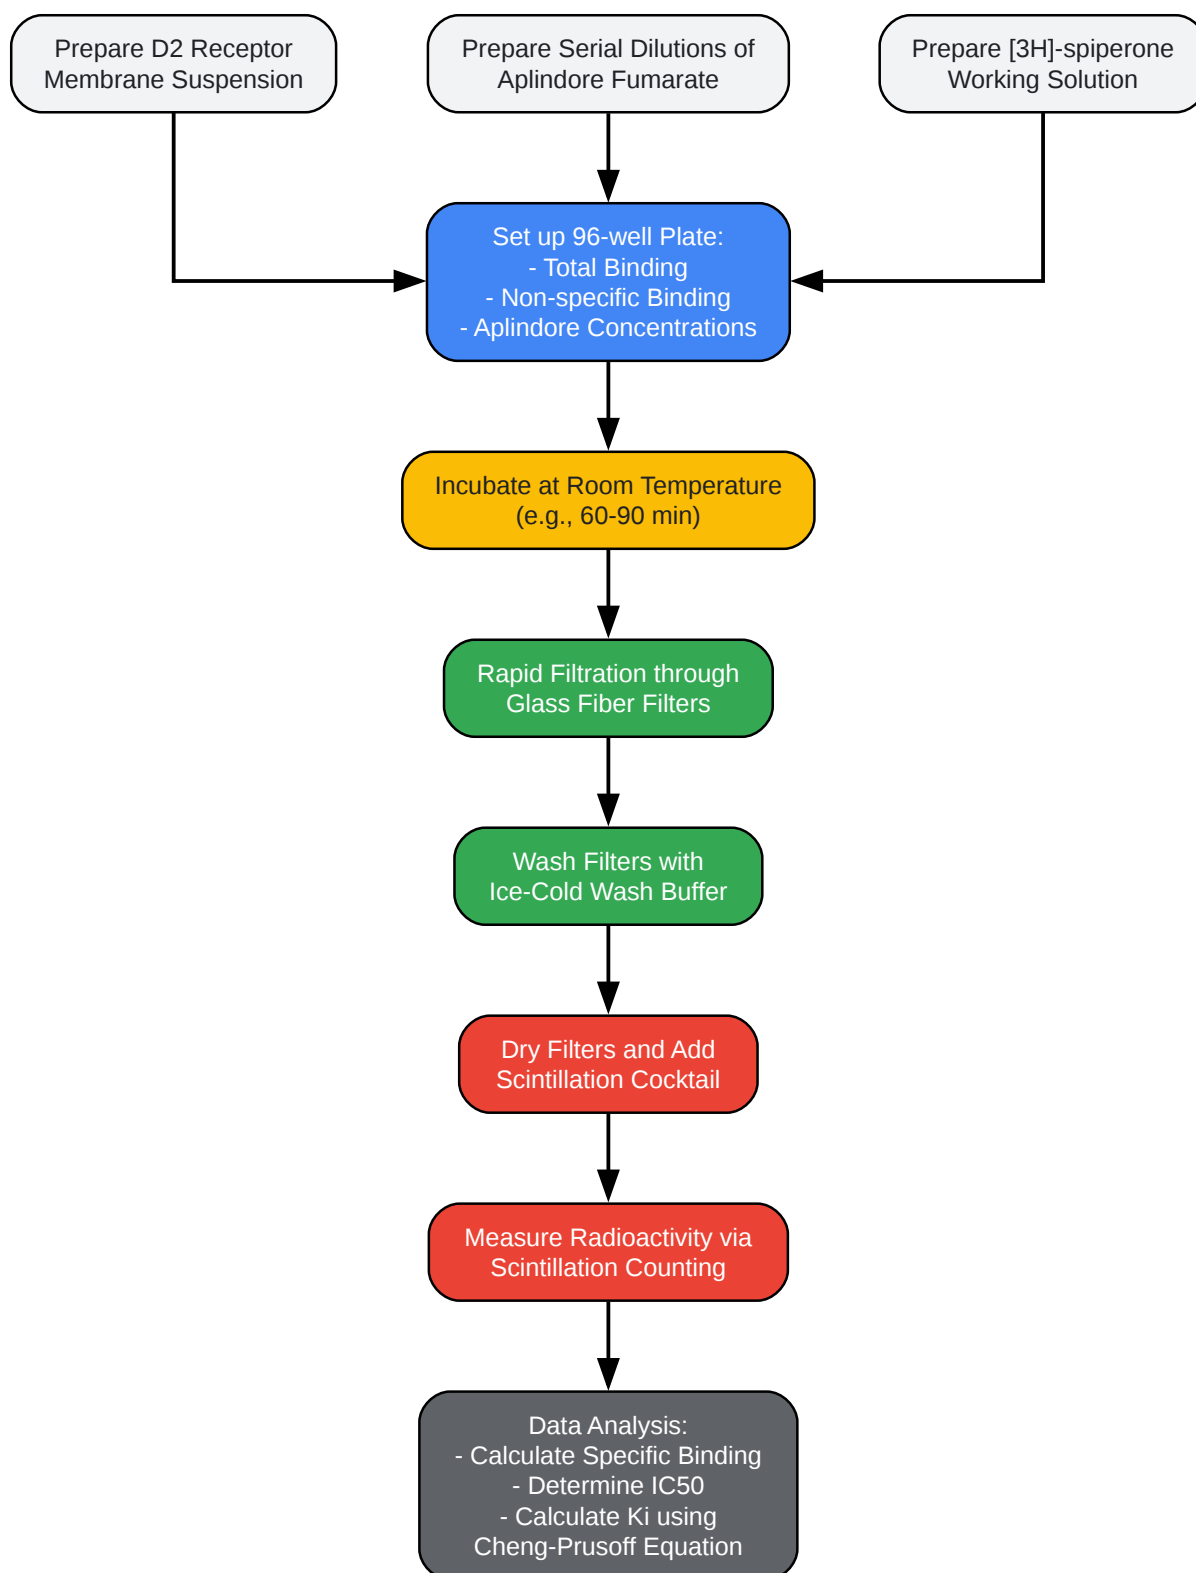 Prepare D2 Receptor
Membrane Suspension
Prepare Serial Dilutions of
Aplindore Fumarate
Prepare [3H]-spiperone
Working Solution
Set up 96-well Plate:
- Total Binding
- Non-specific Binding
- Aplindore Concentrations
Incubate at Room Temperature
(e.g., 60-90 min)
Rapid Filtration through
Glass Fiber Filters
Wash Filters with
Ice-Cold Wash Buffer
Dry Filters and Add
Scintillation Cocktail
Measure Radioactivity via
Scintillation Counting
Data Analysis:
- Calculate Specific Binding
- Determine IC50
- Calculate Ki using
Cheng-Prusoff Equation